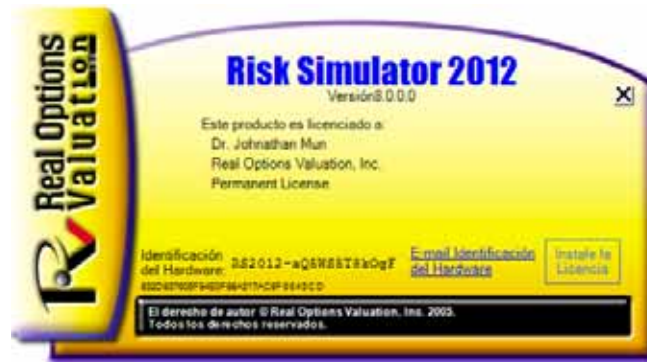 Real Options
Valuation
Risk Simulator 2012
Versión8.0.0.0
Este producto es licenciado a:
Dr. Johnathan Mun
Real Options Valuation, Inc.
Permanent License
Identificación
del Hardware:
E-mail Identificación
del Hardware
Instale la
Licencia
El derecho de autor © Real Options Valuation, Inc. 2005.
Todos los derechos reservados.